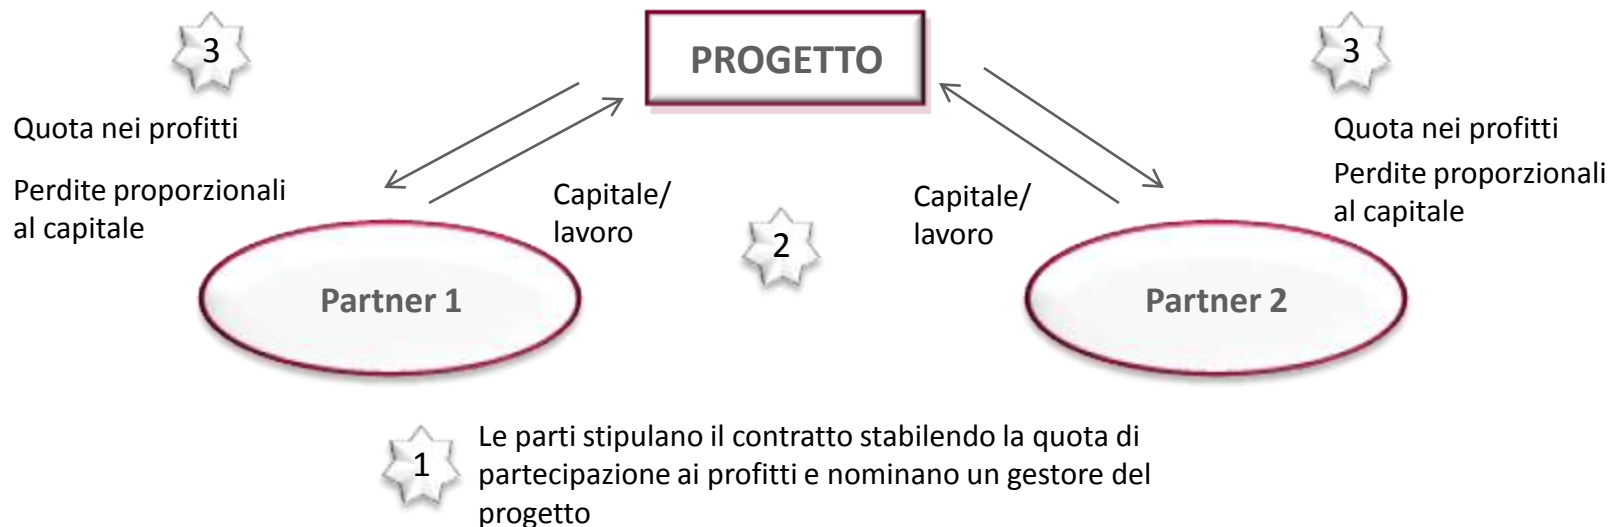 3
PROGETTO
3
Quota nei profitti
Perdite proporzionali
al capitale
Capitale/
lavoro
2
Capitale/
lavoro
Quota nei profitti
Perdite proporzionali
al capitale
Partner 1
Partner 2
1
Le parti stipulano il contratto stabilendo la quota di
partecipazione ai profitti e nominano un gestore del
progetto